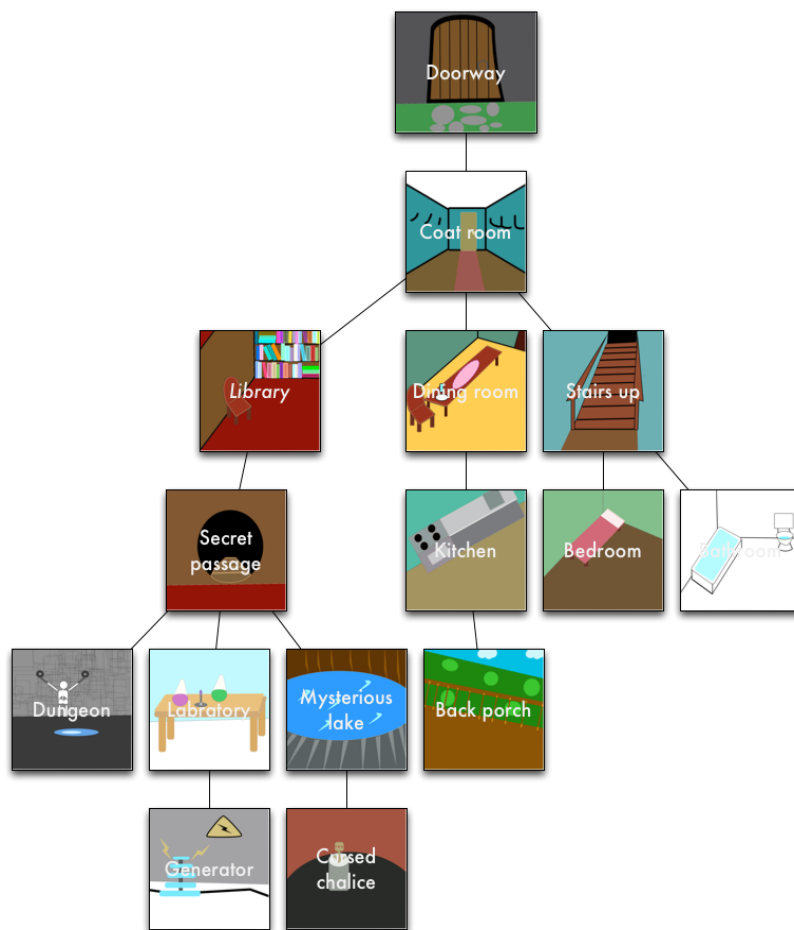 Doorway
Coat room
Library
Dining room
Stairs up
Secret
passage
Kitchen
Bedroom
Bathroom
Dungeon
Labratory
Mysterious
lake
Back porch
Generator
Cursed
chalice